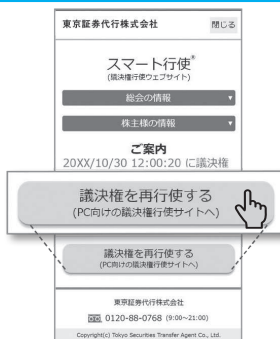 東京証券代行株式会社
閉じる
スマート行使®
(議決権行使ウェブサイト)
総会の情報 ▼
株主様の情報 ▼
ご案内
20XX/10/30 12:00:20 に議決権
議決権を再行使する
(PC向けの議決権行使サイトへ)
議決権を再行使する
(PC向けの議決権行使サイトへ)
東京証券代行株式会社
0120-88-0768 (9:00~21:00)
Copyright(c) Tokyo Securities Transfer Agent Co., Ltd.